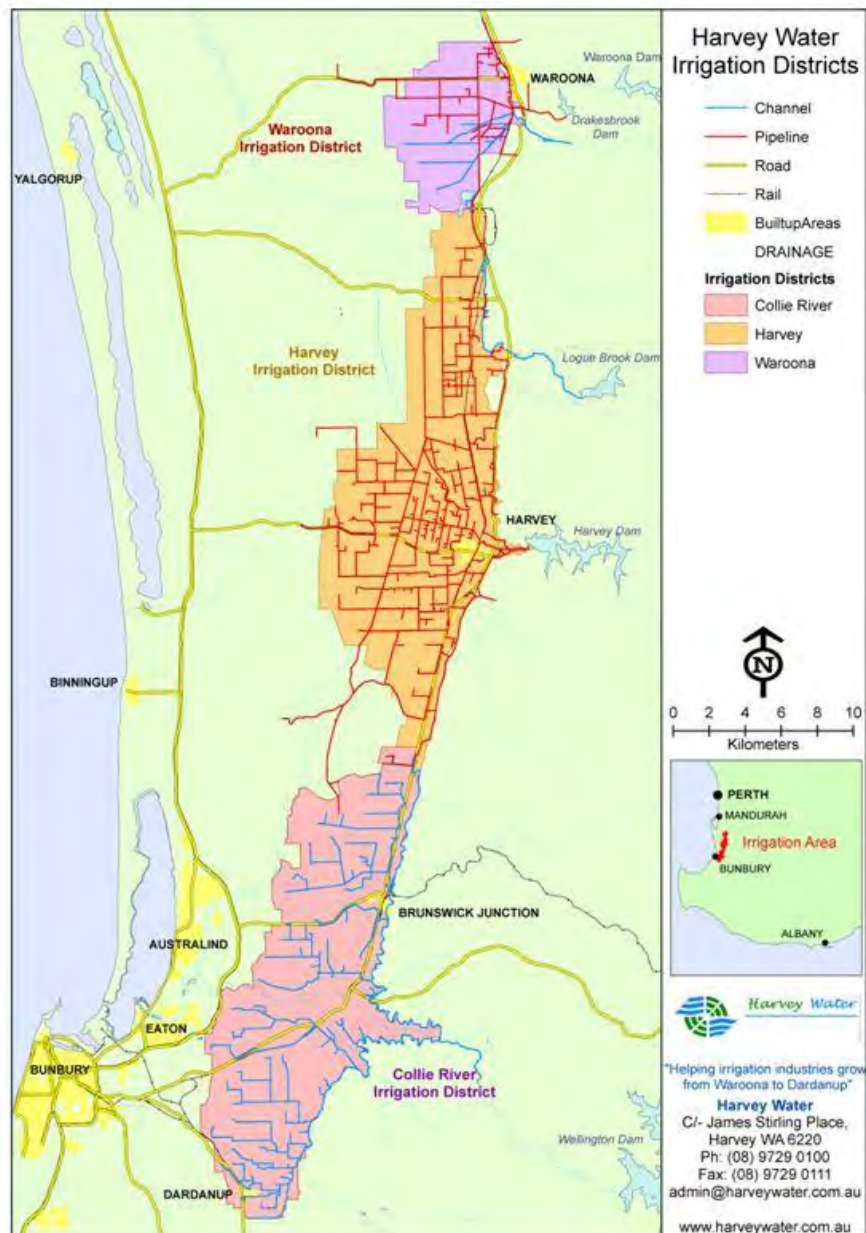 Harvey Water
Irrigation Districts
Channel
Pipeline
Road
Rail
BuiltupAreas
DRAINAGE
Irrigation Districts
Collie River
Harvey
Waroona
Waroona Dam
WAROONA
Drakesbrook
Dam
Waroona
Irrigation District
YALGORUP
Harvey
Irrigation District
Logue Brook Dam
HARVEY
Harvey Dam
BINNINGUP
BRUNSWICK JUNCTION
AUSTRALIND
EATON
BUNBURY
Collie River
Irrigation District
Wellington Dam
DARDANUP
N
0 2 4 6 8 10
Kilometers
PERTH
MANDURAH
Irrigation Area
BUNBURY
ALBANY
Harvey Water
"Helping irrigation industries grow
from Waroona to Dardanup"
Harvey Water
C/- James Stirling Place,
Harvey WA 6220
Ph: (08) 9729 0100
Fax: (08) 9729 0111
admin@harveywater.com.au
www.harveywater.com.au